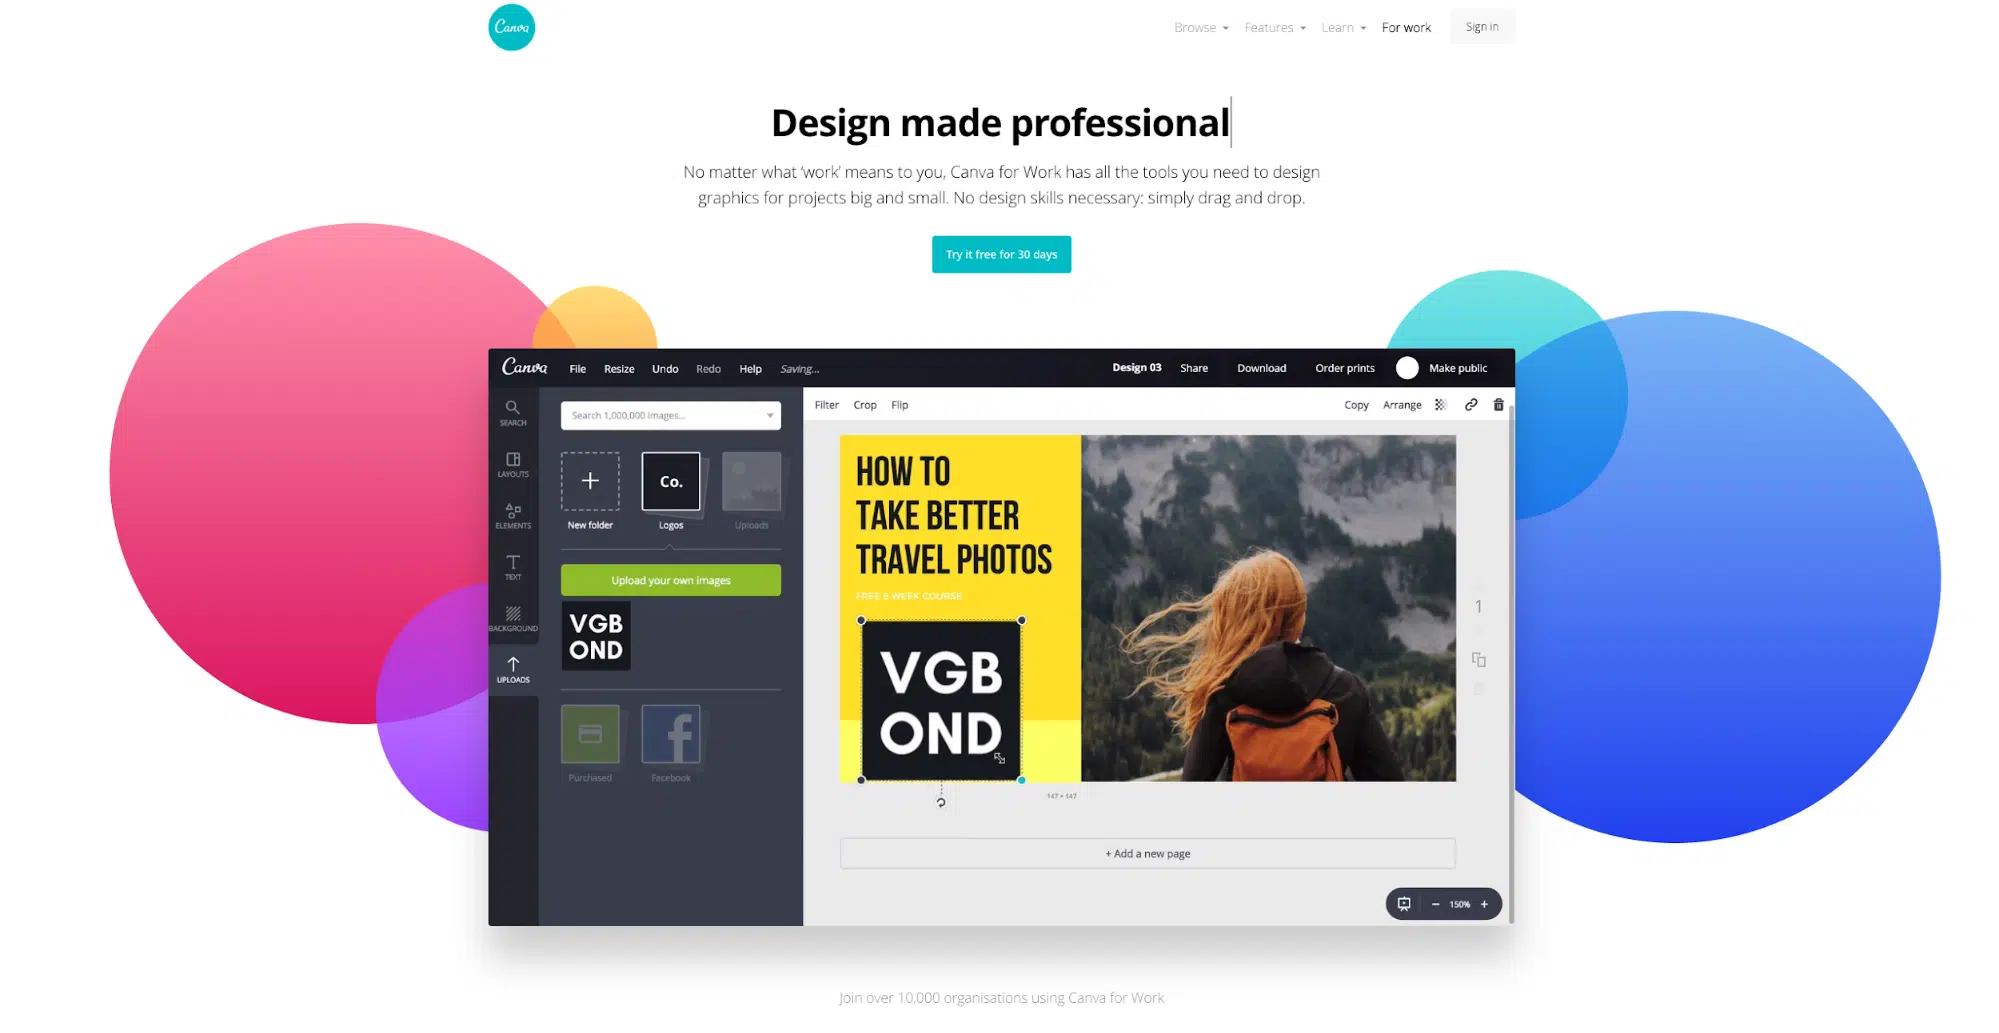 Canva
Browse
Features
Learn
For work
Sign in
Design made professional
No matter what ‘work’ means to you, Canva for Work has all the tools you need to design
graphics for projects big and small. No design skills necessary: simply drag and drop.
Try it free for 30 days
Canva
File
Resize
Undo
Redo
Help
Saving...
Design 03
Share
Download
Order prints
Make public
SEARCH
LAYOUTS
ELEMENTS
TEXT
BACKGROUND
UPLOADS
Search 1,000,000 images...
Co.
New folder
Logos
Uploads
Upload your own images
VGB
OND
f
Purchased
Facebook
Filter
Crop
Flip
Copy
Arrange
HOW TO
TAKE BETTER
TRAVEL PHOTOS
FREE 6 WEEK COURSE
VGB
OND
147 × 147
1
+ Add a new page
− 150% +
Join over 10,000 organisations using Canva for Work